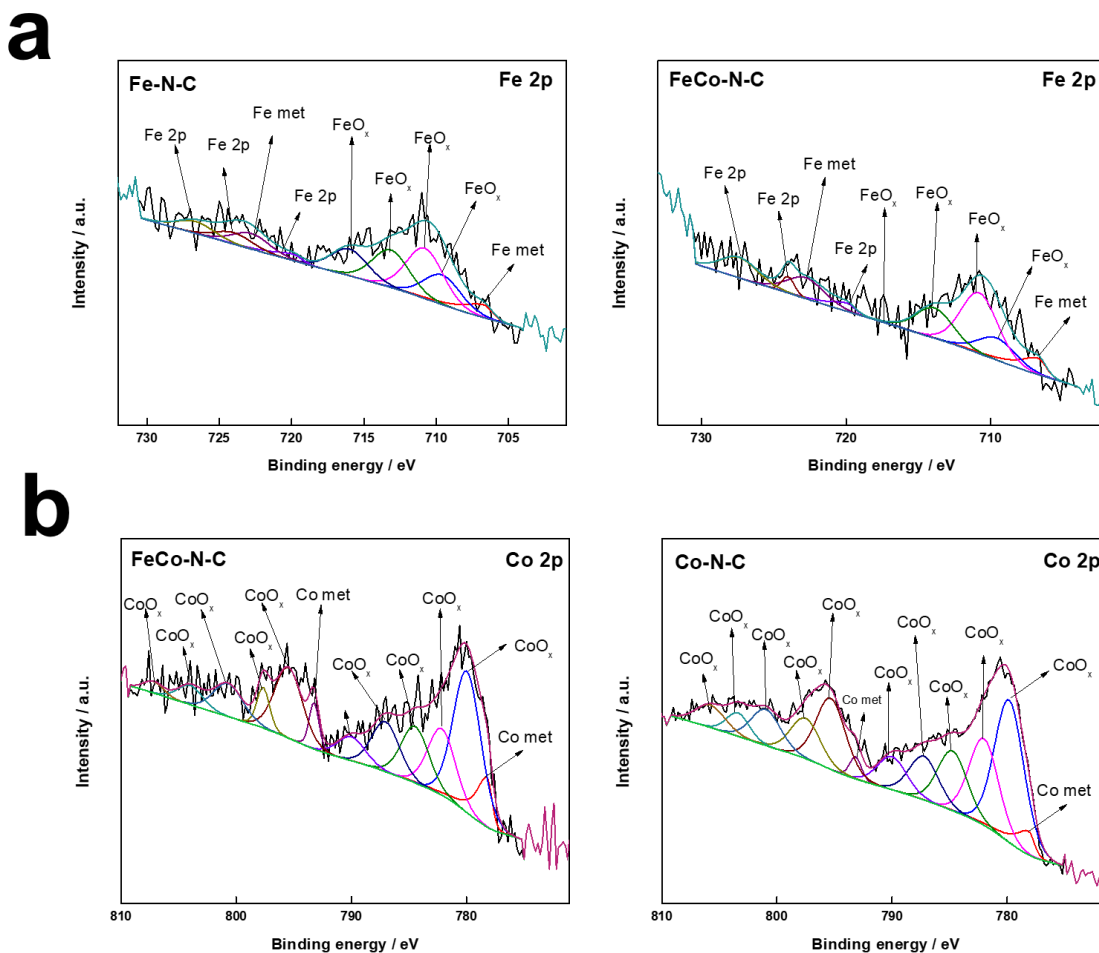 a
Fe-N-C Fe 2p
Fe 2p
Fe 2p
Fe met
FeOₓ
FeOₓ
FeOₓ
FeOₓ
Fe 2p
Fe met
Intensity / a.u.
730 725 720 715 710 705
Binding energy / eV
FeCo-N-C Fe 2p
Fe 2p
Fe 2p
Fe met
FeOₓ
FeOₓ
FeOₓ
FeOₓ
Fe 2p
Fe met
Intensity / a.u.
730 720 710
Binding energy / eV
b
FeCo-N-C Co 2p
CoOₓ
CoOₓ
CoOₓ
CoOₓ
Co met
CoOₓ
CoOₓ
CoOₓ
CoOₓ
CoOₓ
Co met
Intensity / a.u.
810 800 790 780
Binding energy / eV
Co-N-C Co 2p
CoOₓ
CoOₓ
CoOₓ
CoOₓ
CoOₓ
Co met
CoOₓ
CoOₓ
CoOₓ
CoOₓ
CoOₓ
Co met
Intensity / a.u.
810 800 790 780
Binding energy / eV